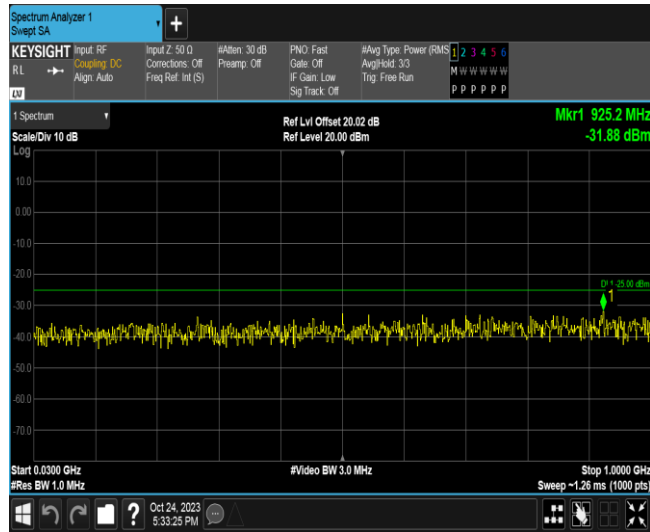 Spectrum Analyzer 1
Swept SA
+
KEYSIGHT
RL
LXI
Input: RF
Coupling: DC
Align: Auto
Input Z: 50 Ω
Corrections: Off
Freq Ref: Int (S)
#Atten: 30 dB
Preamp: Off
PNO: Fast
Gate: Off
IF Gain: Low
Sig Track: Off
#Avg Type: Power (RMS
Avg|Hold: 3/3
Trig: Free Run
1 2 3 4 5 6
M W W W W W
P P P P P P
1 Spectrum
Scale/Div 10 dB
Log
Ref Lvl Offset 20.02 dB
Ref Level 20.00 dBm
Mkr1 925.2 MHz
-31.88 dBm
10.0
0.00
-10.0
-20.0
-30.0
-40.0
-50.0
-60.0
-70.0
-25.00 dBm
1
Start 0.0300 GHz
#Res BW 1.0 MHz
#Video BW 3.0 MHz
Stop 1.0000 GHz
Sweep ~1.26 ms (1000 pts)
?
Oct 24, 2023
5:33:25 PM